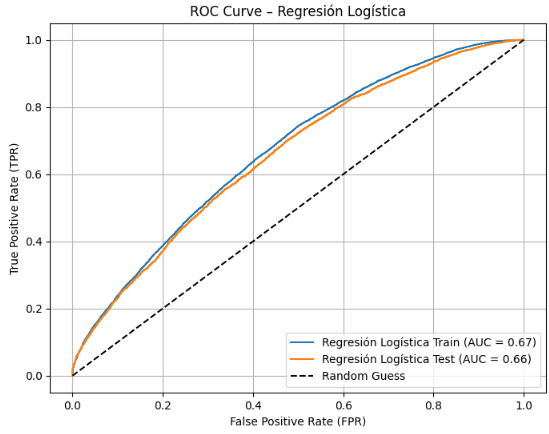 ROC Curve – Regresión Logística
True Positive Rate (TPR)
1.0
0.8
0.6
0.4
0.2
0.0
0.0 0.2 0.4 0.6 0.8 1.0
False Positive Rate (FPR)
Regresión Logística Train (AUC = 0.67)
Regresión Logística Test (AUC = 0.66)
Random Guess